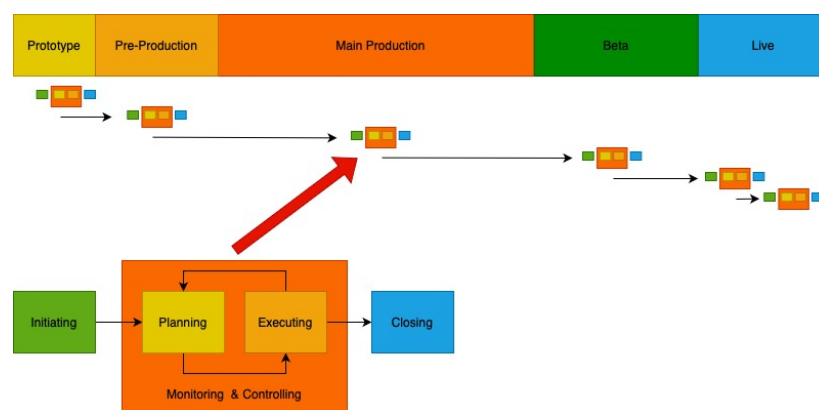 Prototype
Pre-Production
Main Production
Beta
Live
Initiating
Planning
Executing
Closing
Monitoring & Controlling